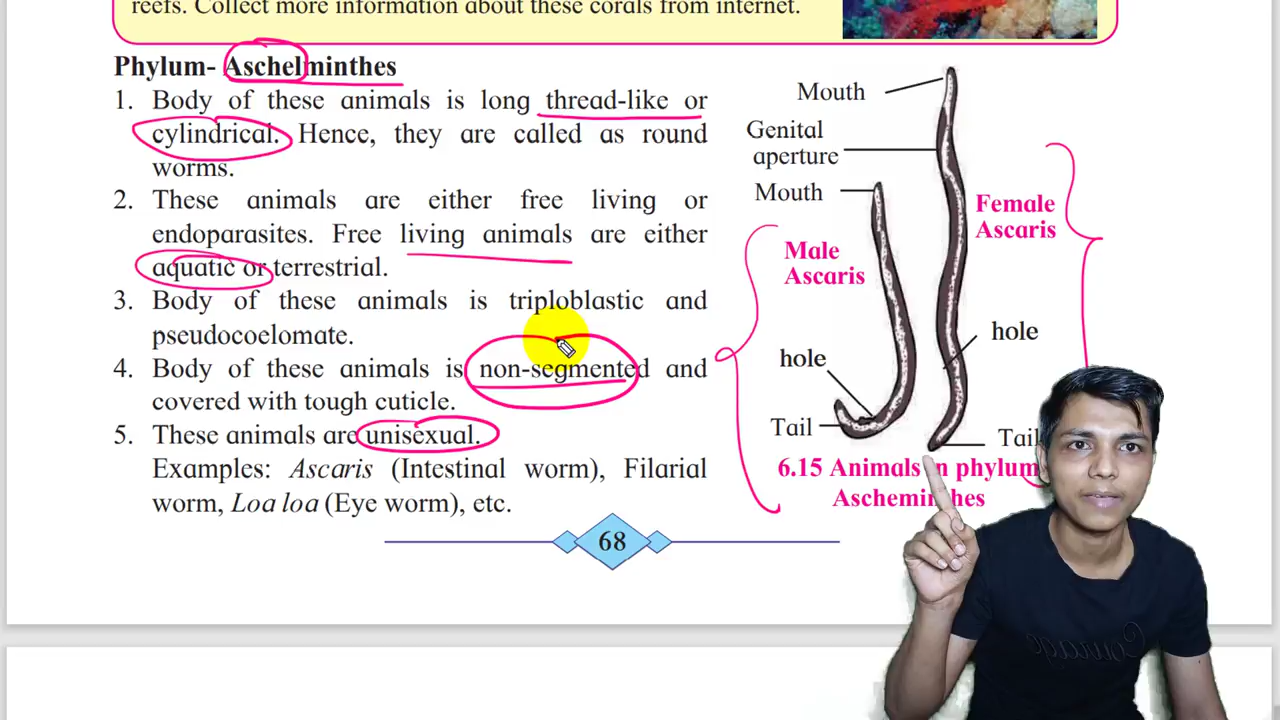 reefs. Collect more information about these corals from internet.
Phylum- Aschelminthes
1. Body of these animals is long thread-like or
cylindrical. Hence, they are called as round
worms.
2. These animals are either free living or
endoparasites. Free living animals are either
aquatic or terrestrial.
3. Body of these animals is triploblastic and
pseudocoelomate.
4. Body of these animals is non-segmented and
covered with tough cuticle.
5. These animals are unisexual.
Examples: Ascaris (Intestinal worm), Filarial
worm, Loa loa (Eye worm), etc.
Mouth
Genital
aperture
Mouth
Female
Ascaris
Male
Ascaris
hole
hole
Tail
Tail
6.15 Animals in phylum
Ascheminthes
68
Courage